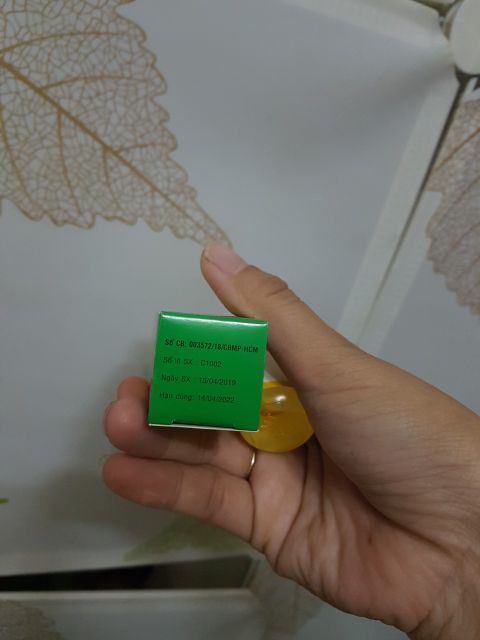 Số CB: 003572/18/CBMP-HCM
Số lô SX : C1002
Ngày SX : 15/04/2019
Hạn dùng: 14/04/2022